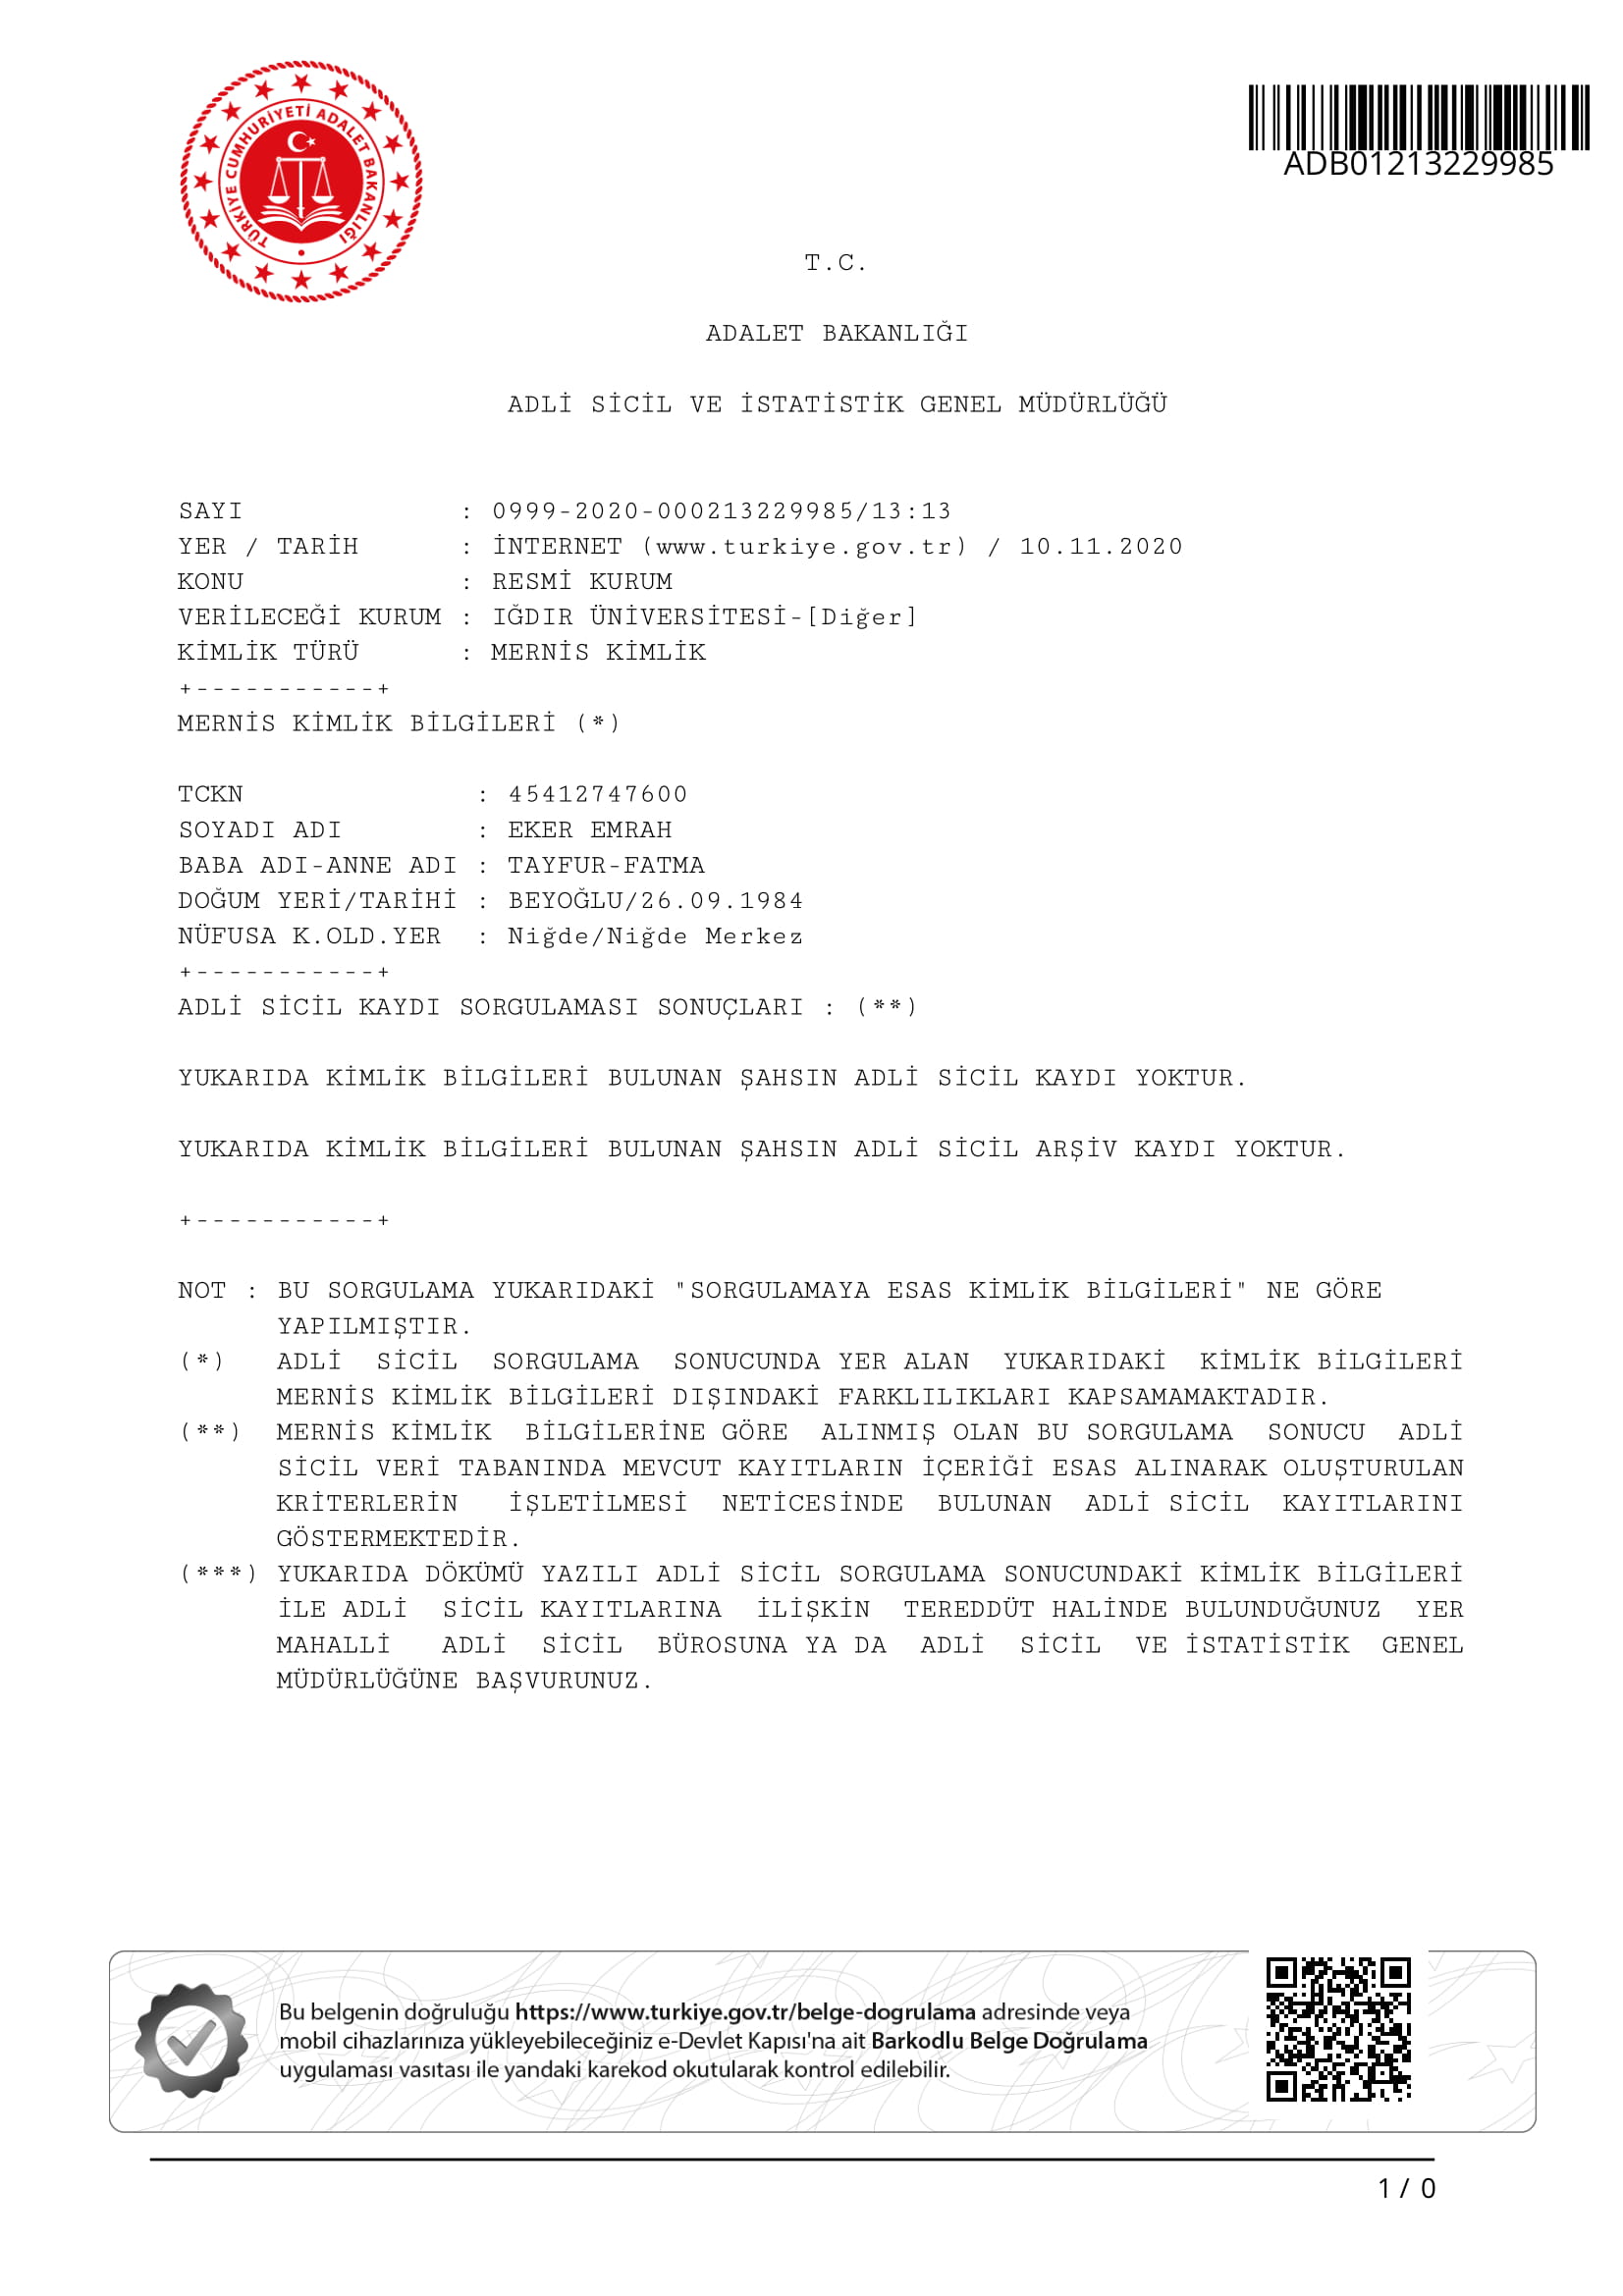 TÜRKİYE CUMHURİYETİ ADALET BAKANLIĞI
ADB01213229985
T.C.
ADALET BAKANLIĞI
ADLİ SİCİL VE İSTATİSTİK GENEL MÜDÜRLÜĞÜ
SAYI : 0999-2020-000213229985/13:13
YER / TARİH : İNTERNET (www.turkiye.gov.tr) / 10.11.2020
KONU : RESMİ KURUM
VERİLECEĞİ KURUM : IĞDIR ÜNİVERSİTESİ-[Diğer]
KİMLİK TÜRÜ : MERNİS KİMLİK
+-----------+
MERNİS KİMLİK BİLGİLERİ (*)
TCKN : 45412747600
SOYADI ADI : EKER EMRAH
BABA ADI-ANNE ADI : TAYFUR-FATMA
DOĞUM YERİ/TARİHİ : BEYOĞLU/26.09.1984
NÜFUSA K.OLD.YER : Niğde/Niğde Merkez
+-----------+
ADLİ SİCİL KAYDI SORGULAMASI SONUÇLARI : (**)
YUKARIDA KİMLİK BİLGİLERİ BULUNAN ŞAHSIN ADLİ SİCİL KAYDI YOKTUR.
YUKARIDA KİMLİK BİLGİLERİ BULUNAN ŞAHSIN ADLİ SİCİL ARŞİV KAYDI YOKTUR.
+-----------+
NOT : BU SORGULAMA YUKARIDAKİ "SORGULAMAYA ESAS KİMLİK BİLGİLERİ" NE GÖRE
YAPILMIŞTIR.
(*) ADLİ SİCİL SORGULAMA SONUCUNDA YER ALAN YUKARIDAKİ KİMLİK BİLGİLERİ
MERNİS KİMLİK BİLGİLERİ DIŞINDAKİ FARKLILIKLARI KAPSAMAMAKTADIR.
(**) MERNİS KİMLİK BİLGİLERİNE GÖRE ALINMIŞ OLAN BU SORGULAMA SONUCU ADLİ
SİCİL VERİ TABANINDA MEVCUT KAYITLARIN İÇERİĞİ ESAS ALINARAK OLUŞTURULAN
KRİTERLERİN İŞLETİLMESİ NETİCESİNDE BULUNAN ADLİ SİCİL KAYITLARINI
GÖSTERMEKTEDİR.
(***) YUKARIDA DÖKÜMÜ YAZILI ADLİ SİCİL SORGULAMA SONUCUNDAKİ KİMLİK BİLGİLERİ
İLE ADLİ SİCİL KAYITLARINA İLİŞKİN TEREDDÜT HALİNDE BULUNDUĞUNUZ YER
MAHALLİ ADLİ SİCİL BÜROSUNA YA DA ADLİ SİCİL VE İSTATİSTİK GENEL
MÜDÜRLÜĞÜNE BAŞVURUNUZ.
Bu belgenin doğruluğu https://www.turkiye.gov.tr/belge-dogrulama adresinde veya
mobil cihazlarınıza yükleyebileceğiniz e-Devlet Kapısı'na ait Barkodlu Belge Doğrulama
uygulaması vasıtası ile yandaki karekod okutularak kontrol edilebilir.
1 / 0